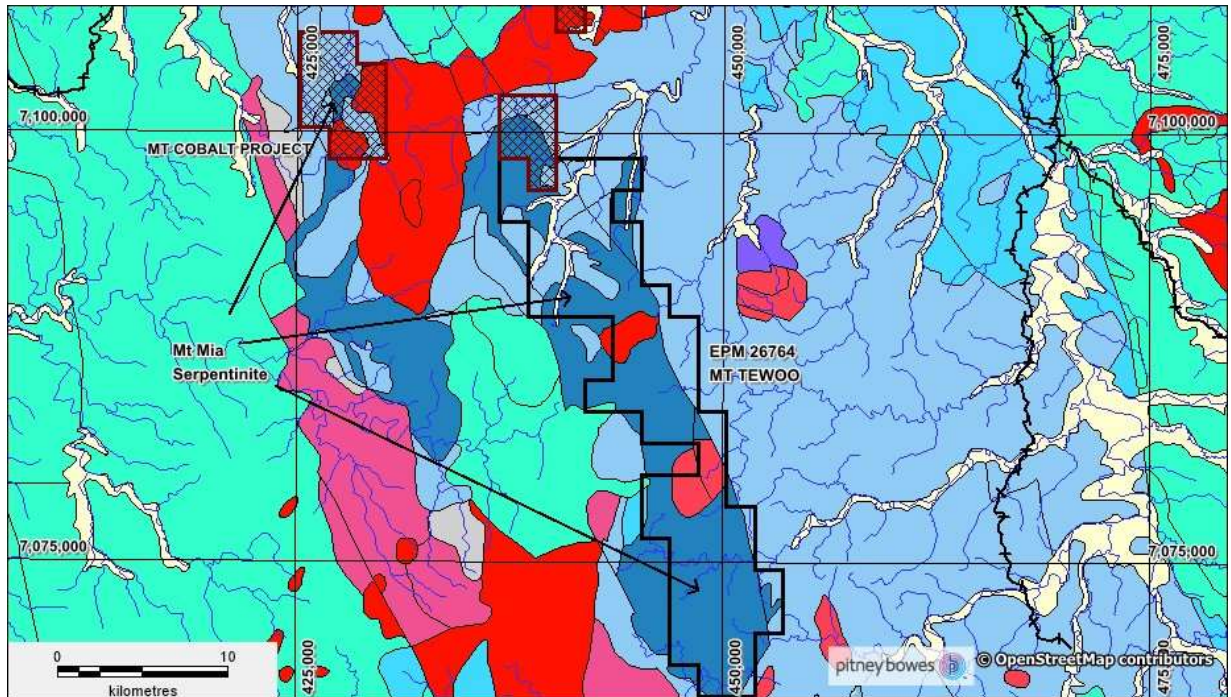 425,000
450,000
475,000
7,100,000
7,100,000
MT COBALT PROJECT
Mt Mia
Serpentinite
EPM 26764
MT TEWOO
7,075,000
7,075,000
0 10
kilometres
425,000
450,000
475,000
pitneybowes
© OpenStreetMap contributors